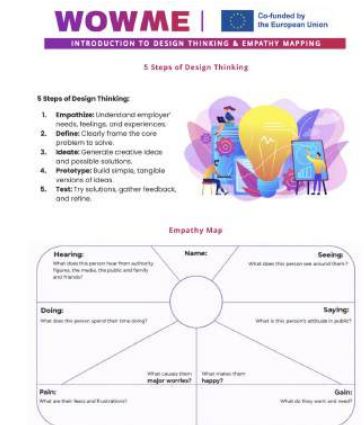 WOWME
Co-funded by
the European Union
INTRODUCTION TO DESIGN THINKING & EMPATHY MAPPING
5 Steps of Design Thinking
5 Steps of Design Thinking:
1. Empathize: Understand employer'
needs, feelings, and experiences.
2. Define: Clearly frame the core
problem to solve.
3. Ideate: Generate creative ideas
and possible solutions.
4. Prototype: Build simple, tangible
versions of ideas.
5. Test: Try solutions, gather feedback,
and refine.
Empathy Map
Hearing:
What does this person hear from authority
figures, the media, the public and family
and friends?
Name:
Seeing:
What does this person see around them?
Doing:
What does this person spend their time doing?
Saying:
What is this person's attitude in public?
What causes them
major worries?
What makes them
happy?
Pain:
What are their fears and frustrations?
Gain:
What do they want and need?